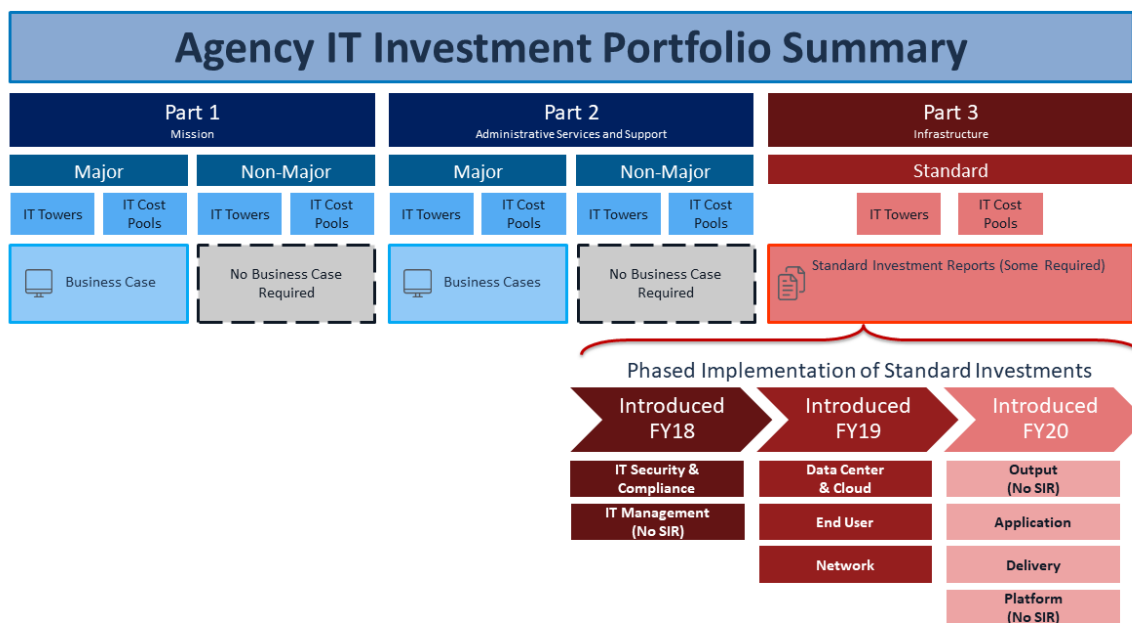 Agency IT Investment Portfolio Summary
Part 1
Mission
Part 2
Administrative Services and Support
Part 3
Infrastructure
Major
Non-Major
Major
Non-Major
Standard
IT Towers
IT Cost
Pools
IT Towers
IT Cost
Pools
IT Towers
IT Cost
Pools
IT Towers
IT Cost
Pools
IT Towers
IT Cost
Pools
Business Case
No Business Case
Required
Business Cases
No Business Case
Required
Standard Investment Reports (Some Required)
Phased Implementation of Standard Investments
Introduced
FY18
Introduced
FY19
Introduced
FY20
IT Security &
Compliance
IT Management
(No SIR)
Data Center
& Cloud
End User
Network
Output
(No SIR)
Application
Delivery
Platform
(No SIR)